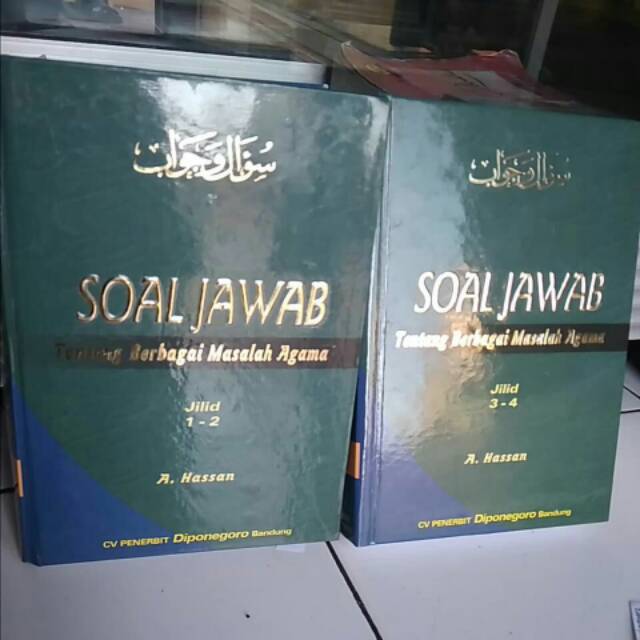 سؤال وجواب
SOAL JAWAB
Tentang Berbagai Masalah Agama
Jilid
1 - 2
A. Hassan
CV PENERBIT Diponegoro Bandung
سؤال وجواب
SOAL JAWAB
Tentang Berbagai Masalah Agama
Jilid
3 - 4
A. Hassan
CV PENERBIT Diponegoro Bandung